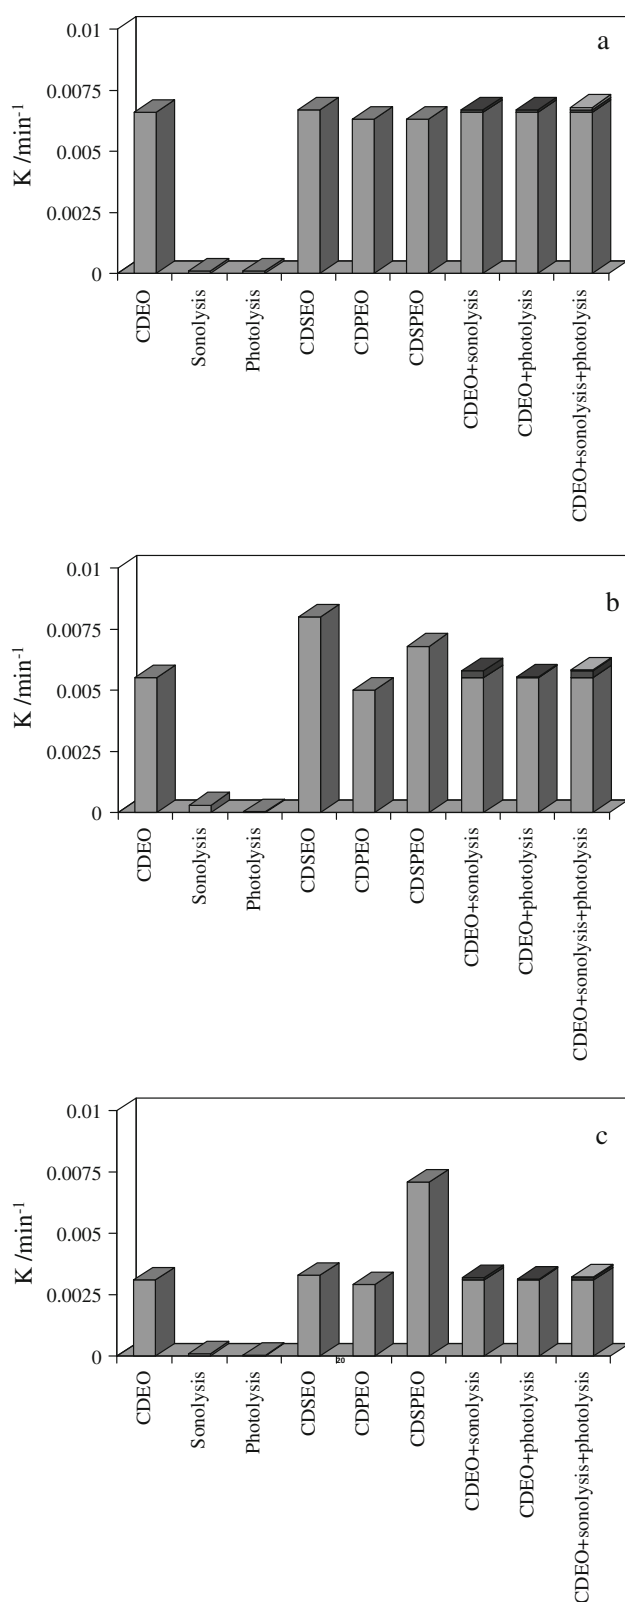 a
0.01
0.0075
0.005
0.0025
0
K /min-1
CDEO
Sonolysis
Photolysis
CDSEO
CDPEO
CDSPEO
CDEO+sonolysis
CDEO+photolysis
CDEO+sonolysis+photolysis
b
0.01
0.0075
0.005
0.0025
0
K /min-1
CDEO
Sonolysis
Photolysis
CDSEO
CDPEO
CDSPEO
CDEO+sonolysis
CDEO+photolysis
CDEO+sonolysis+photolysis
c
0.01
0.0075
0.005
0.0025
0
K /min-1
20
CDEO
Sonolysis
Photolysis
CDSEO
CDPEO
CDSPEO
CDEO+sonolysis
CDEO+photolysis
CDEO+sonolysis+photolysis